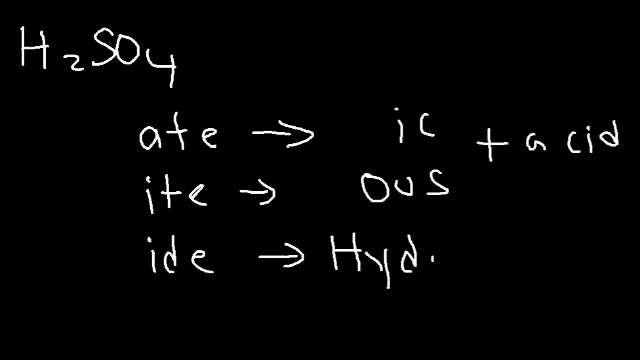 H₂SO₄
ate → ic + acid
ite → ous
ide → Hyd.